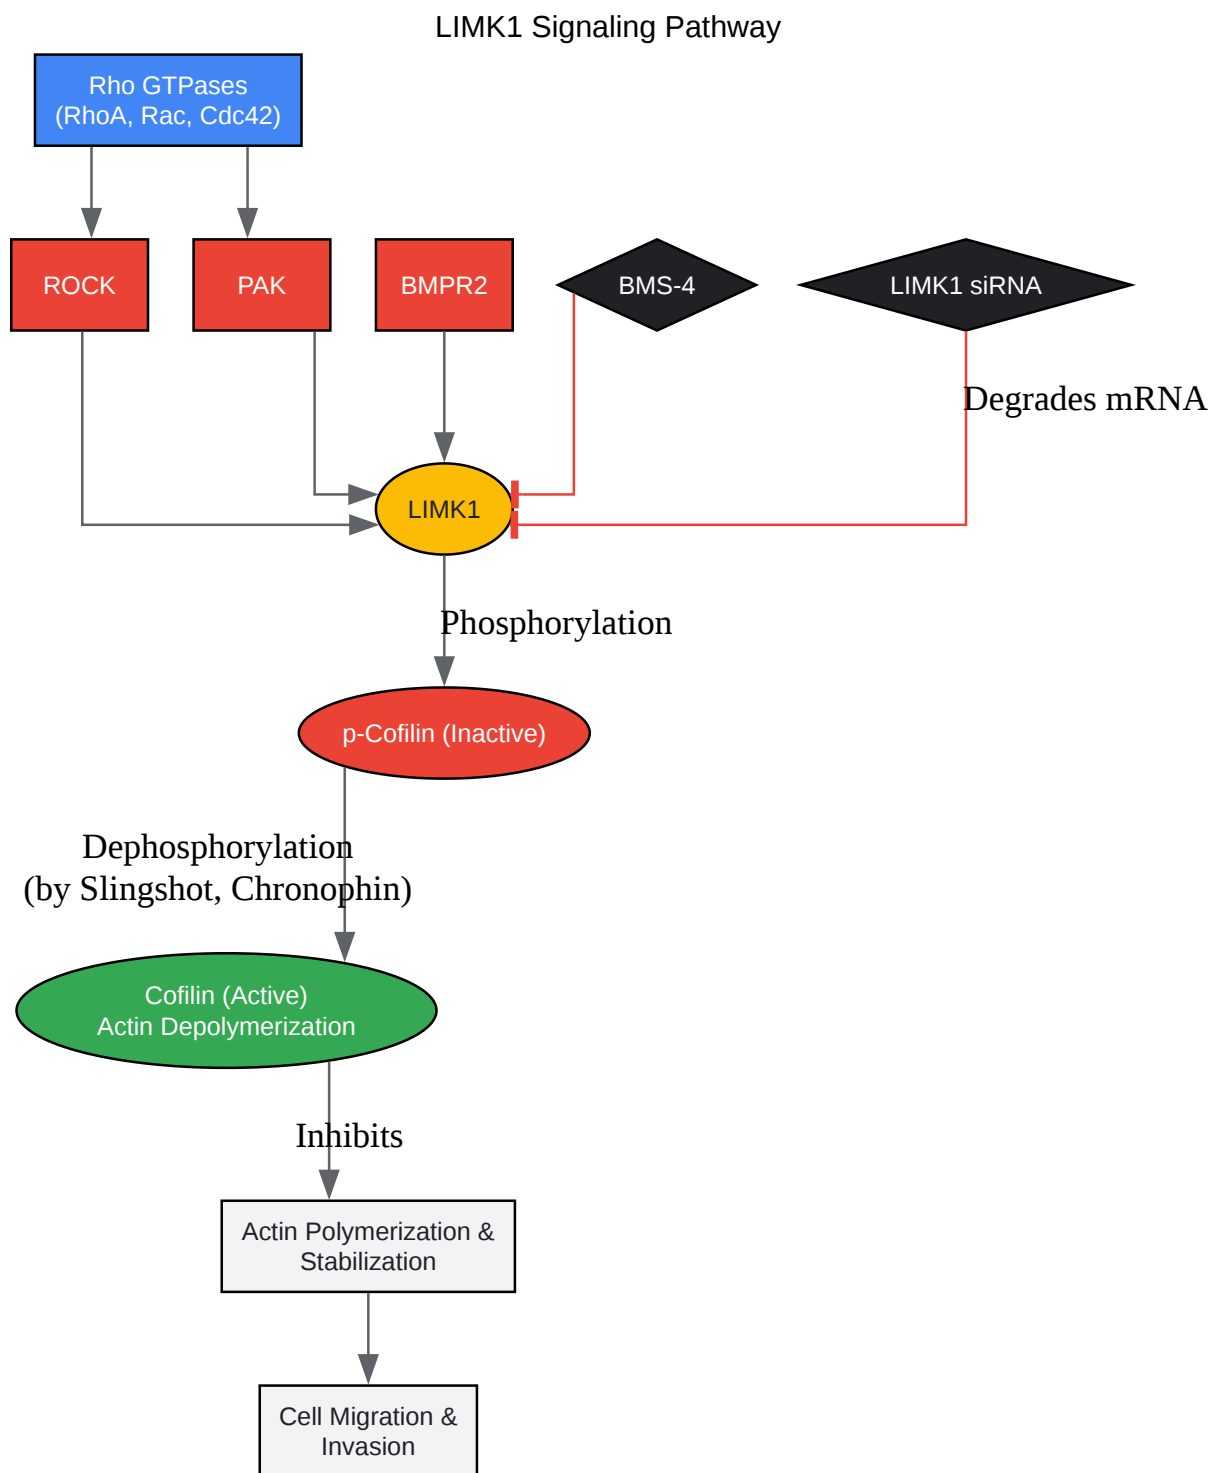 LIMK1 Signaling Pathway
Rho GTPases
(RhoA, Rac, Cdc42)
ROCK
PAK
BMPR2
BMS-4
LIMK1 siRNA
Degrades mRNA
LIMK1
Phosphorylation
p-Cofilin (Inactive)
Dephosphorylation
(by Slingshot, Chronophin)
Cofilin (Active)
Actin Depolymerization
Inhibits
Actin Polymerization &
Stabilization
Cell Migration &
Invasion